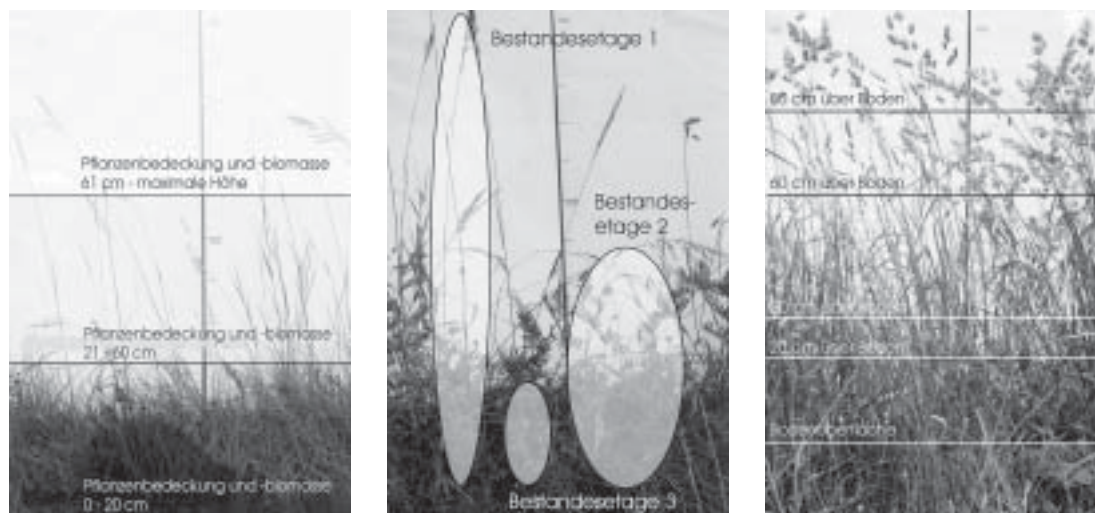 Pflanzenbedeckung und -biomasse
61 cm - maximale Höhe
Pflanzenbedeckung und -biomasse
21 - 60 cm
Pflanzenbedeckung und -biomasse
0 - 20 cm
Bestandesetage 1
Bestandes-
etage 2
Bestandesetage 3
cm über Boden
60 cm über Boden
Bodenoberfläche